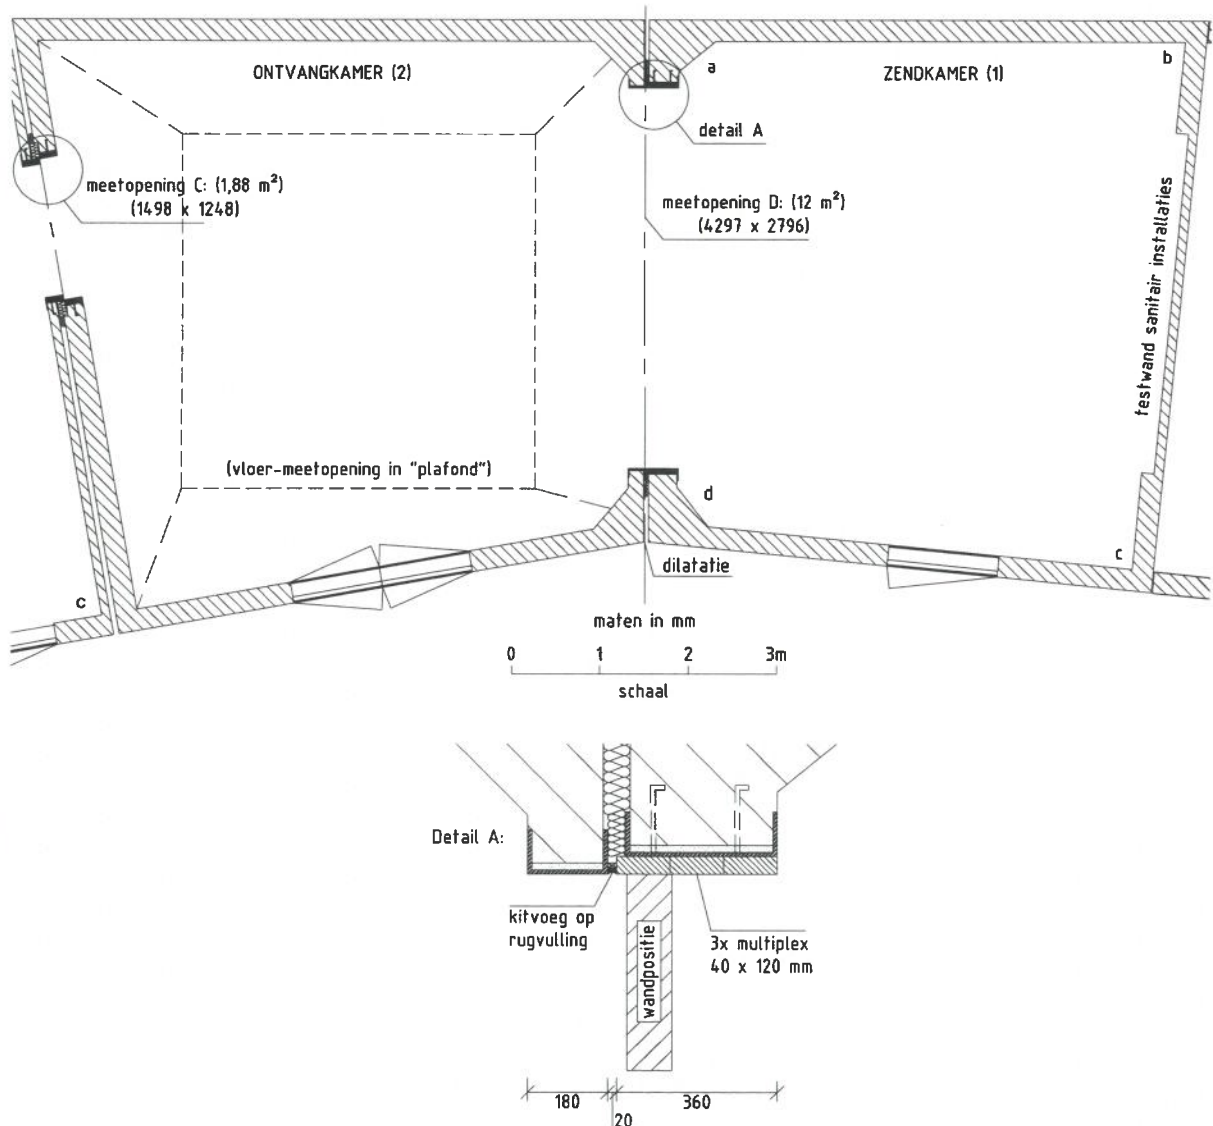 ONTVANGKAMER (2)
a
ZENDKAMER (1)
b
detail A
meetopening C: (1,88 m²)
(1498 x 1248)
meetopening D: (12 m²)
(4297 x 2796)
testwand sanitair installaties
(vloer-meetopening in "plafond")
d
c
dilatatie
c
maten in mm
0 1 2 3m
schaal
Detail A:
kitvoeg op
rugvulling
wandpositie
3x multiplex
40 x 120 mm
180
360
20